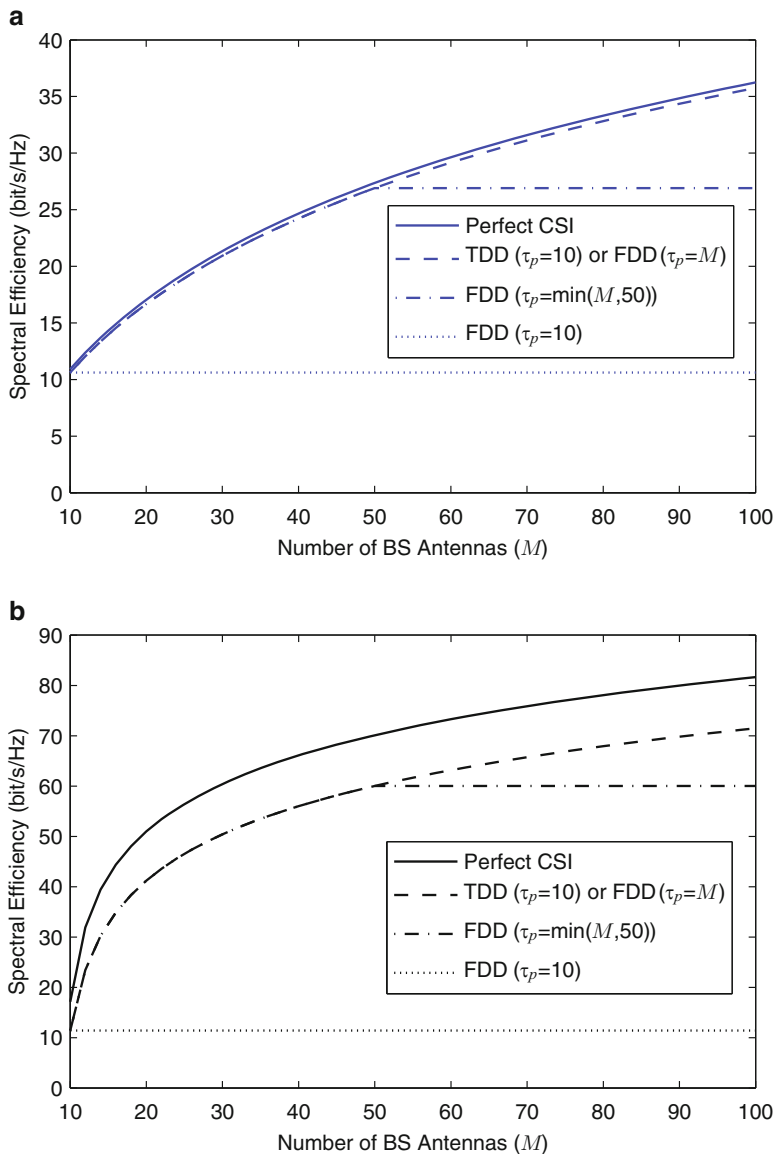 a
40
35
30
25
20
15
10
5
0
Spectral Efficiency (bit/s/Hz)
Perfect CSI
TDD (τp=10) or FDD (τp=M)
FDD (τp=min(M,50))
FDD (τp=10)
10 20 30 40 50 60 70 80 90 100
Number of BS Antennas (M)
b
90
80
70
60
50
40
30
20
10
0
Spectral Efficiency (bit/s/Hz)
Perfect CSI
TDD (τp=10) or FDD (τp=M)
FDD (τp=min(M,50))
FDD (τp=10)
10 20 30 40 50 60 70 80 90 100
Number of BS Antennas (M)